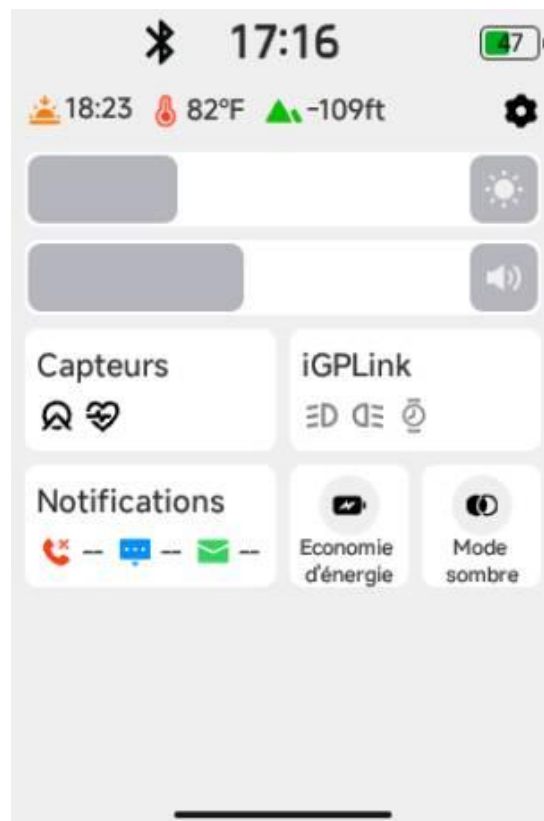 17:16 47
18:23 82°F -109ft
Capteurs
iGPLink
Notifications
-- -- --
Economie
d'énergie
Mode
sombre